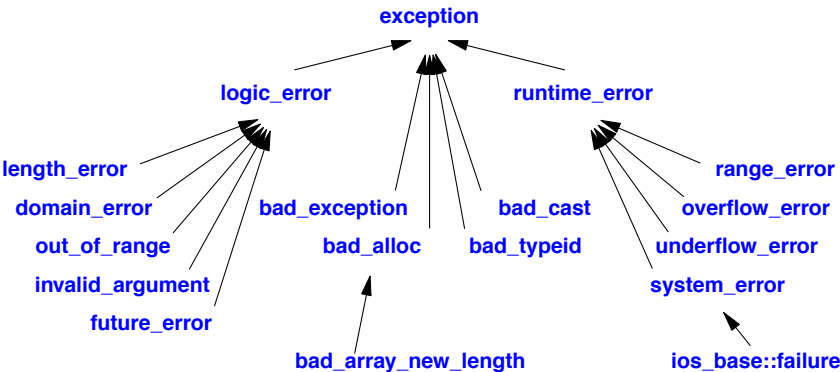 exception
logic_error
runtime_error
length_error
range_error
domain_error
bad_exception
bad_cast
overflow_error
out_of_range
bad_alloc
bad_typeid
underflow_error
invalid_argument
system_error
future_error
bad_array_new_length
ios_base::failure